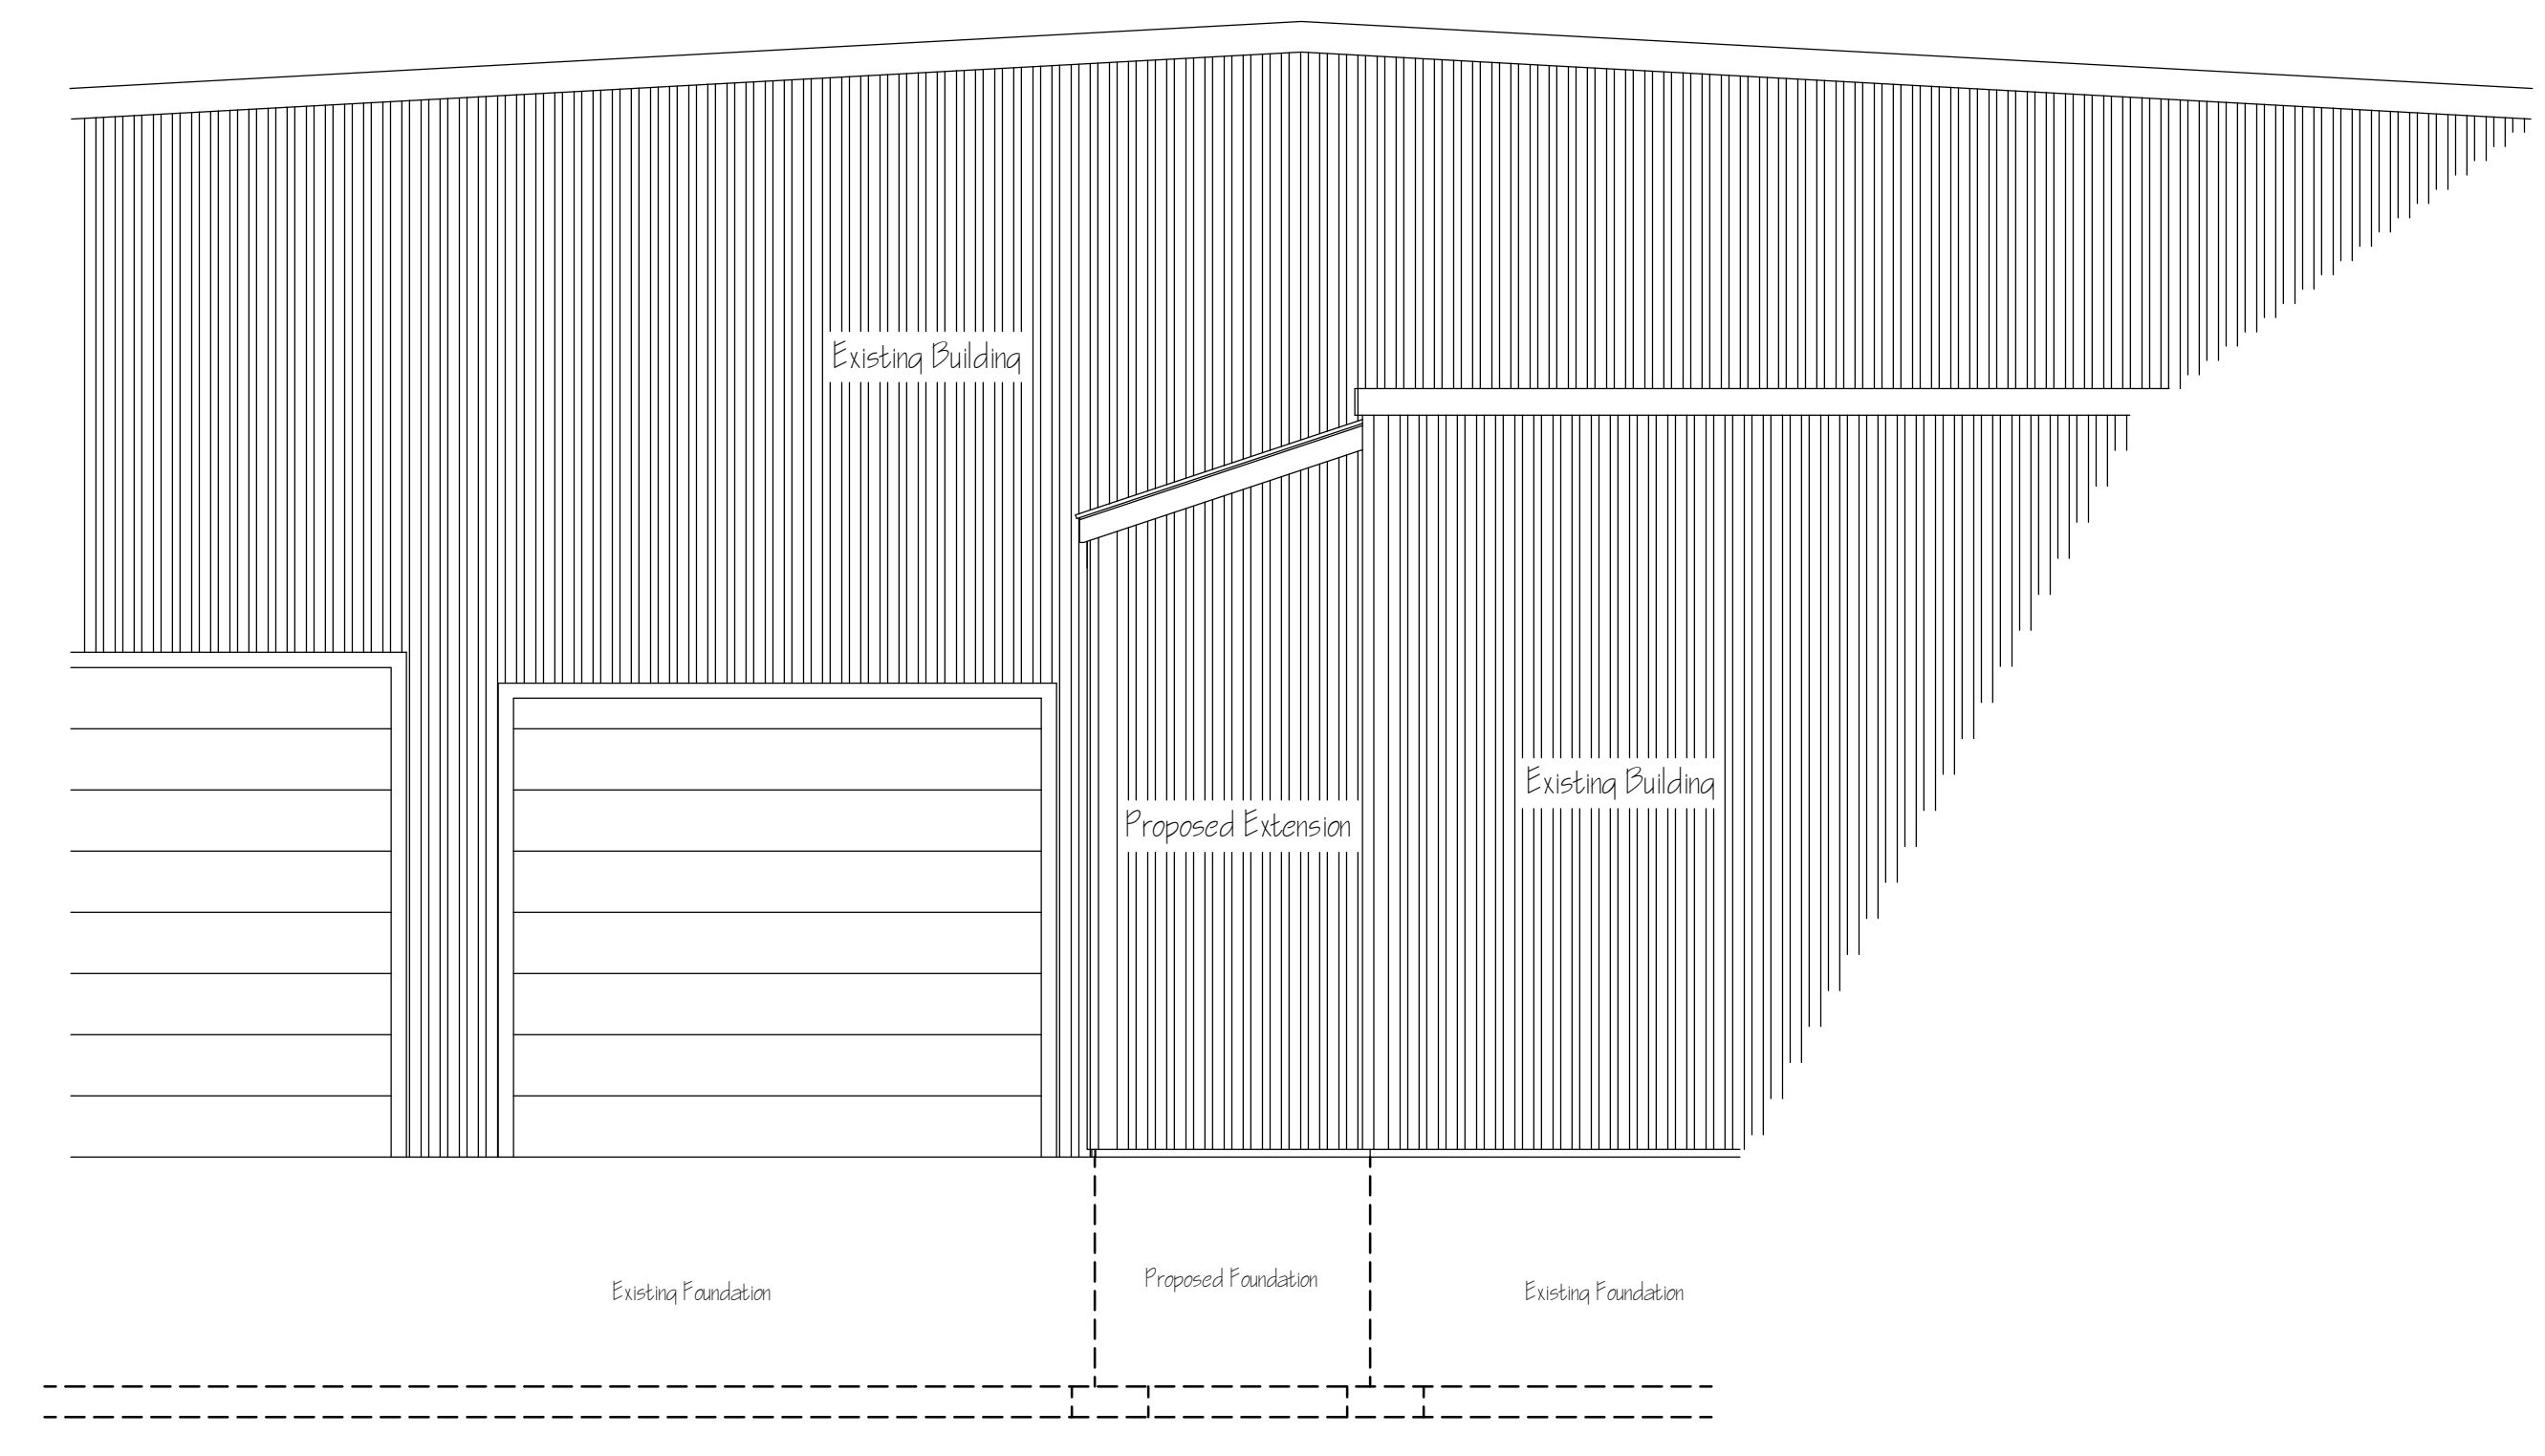 Existing Building
Existing Building
Proposed Extension
Proposed Foundation
Existing Foundation
Existing Foundation